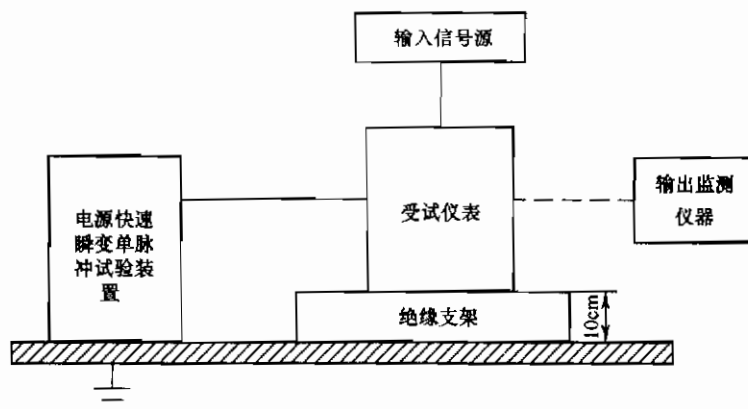 输入信号源
电源快速
瞬变单脉
冲试验装
置
受试仪表
输出监测
仪器
绝缘支架
10cm